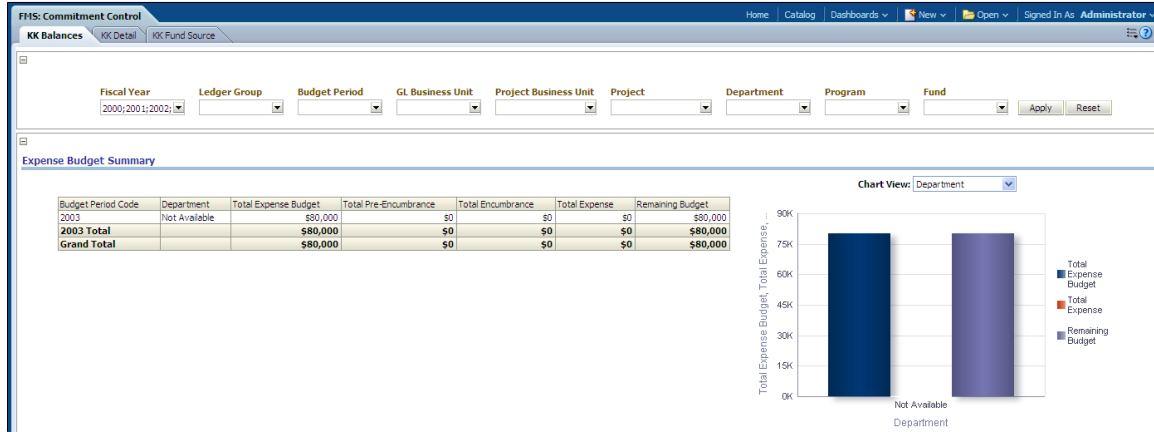 FMS: Commitment Control
Home Catalog Dashboards New Open Signed In As Administrator
KK Balances KK Detail KK Fund Source
Fiscal Year Ledger Group Budget Period GL Business Unit Project Business Unit Project Department Program Fund
2000;2001;2002; Apply Reset
Expense Budget Summary
Chart View: Department
Budget Period Code Department Total Expense Budget Total Pre-Encumbrance Total Encumbrance Total Expense Remaining Budget
2003 Not Available $80,000 $0 $0 $0 $80,000
2003 Total $80,000 $0 $0 $0 $80,000
Grand Total $80,000 $0 $0 $0 $80,000
Total Expense Budget, Total Expense, ...
90K
75K
60K
45K
30K
15K
0K
Not Available
Department
Total
Expense
Budget
Total
Expense
Remaining
Budget